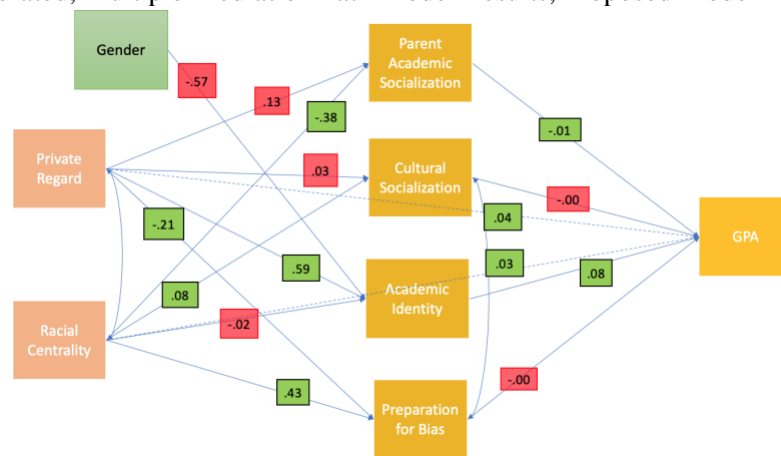 Gender
-.57
.13
-.38
Parent
Academic
Socialization
-.01
Private
Regard
.03
Cultural
Socialization
-.00
-.21
.04
GPA
.59
.03
.08
.08
-.02
Academic
Identity
Racial
Centrality
.43
-.00
Preparation
for Bias